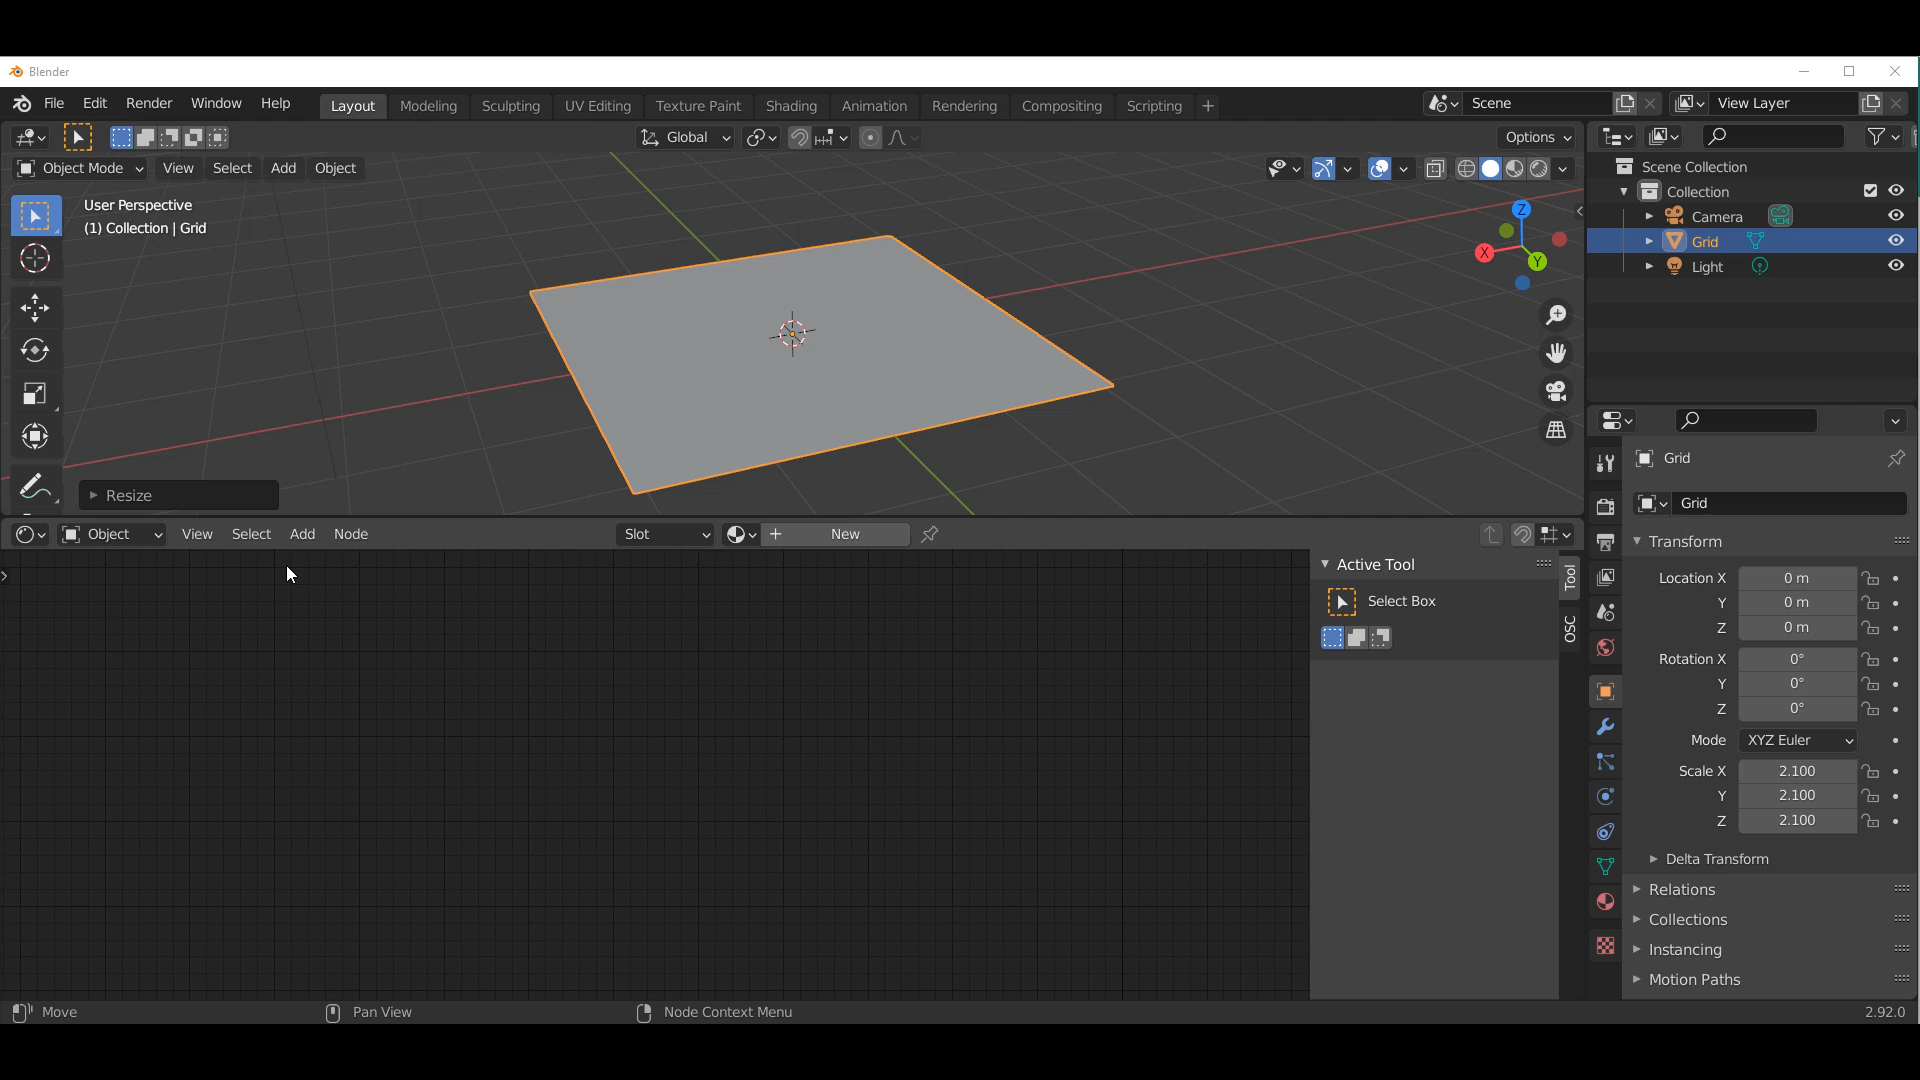 Blender
File Edit Render Window Help Layout Modeling Sculpting UV Editing Texture Paint Shading Animation Rendering Compositing Scripting + Scene View Layer
Global Options
Object Mode View Select Add Object
User Perspective
(1) Collection | Grid
Z
X
Y
Resize
Scene Collection
Collection
Camera
Grid
Light
Object View Select Add Node Slot + New
Active Tool
Select Box
Tool
OSC
Grid
Grid
Transform
Location X 0 m
Y 0 m
Z 0 m
Rotation X 0°
Y 0°
Z 0°
Mode XYZ Euler
Scale X 2.100
Y 2.100
Z 2.100
Delta Transform
Relations
Collections
Instancing
Motion Paths
Move Pan View Node Context Menu 2.92.0